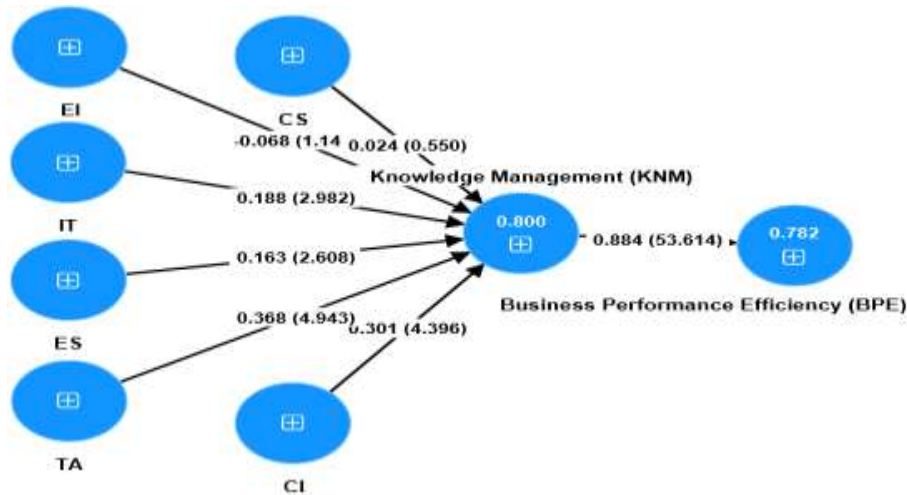 EI
CS
-0.068 (1.14
0.024 (0.550)
Knowledge Management (KNM)
0.188 (2.982)
IT
0.800
0.884 (53.614)
0.782
0.163 (2.608)
Business Performance Efficiency (BPE)
0.368 (4.943)
0.301 (4.396)
ES
TA
CI